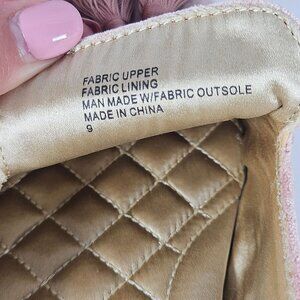 FABRIC UPPER
FABRIC LINING
MAN MADE W/FABRIC OUTSOLE
MADE IN CHINA
9